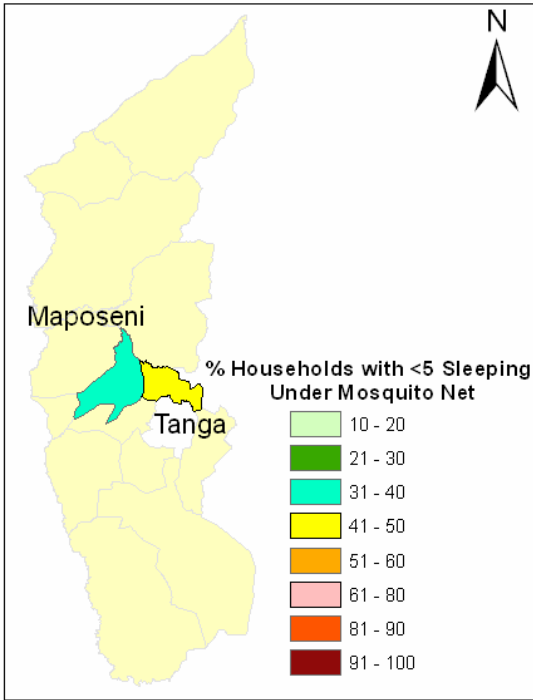 N
Maposeni
% Households with <5 Sleeping
Under Mosquito Net
Tanga
10 - 20
21 - 30
31 - 40
41 - 50
51 - 60
61 - 80
81 - 90
91 - 100